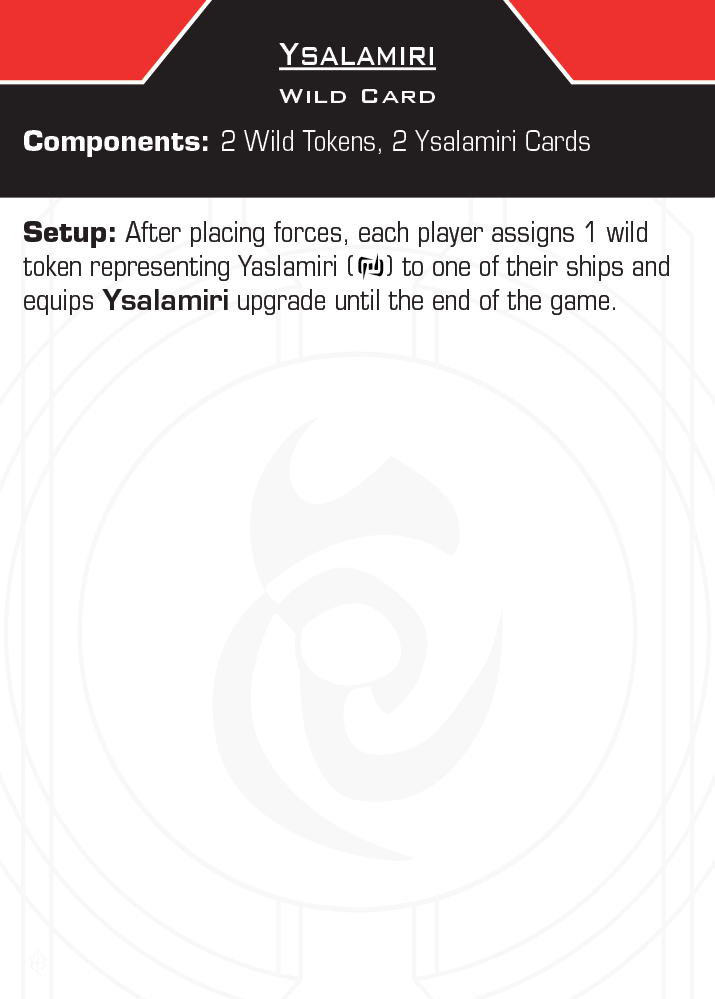 Ysalamiri
Wild Card
Components: 2 Wild Tokens, 2 Ysalamiri Cards
Setup: After placing forces, each player assigns 1 wild
token representing Yaslamiri () to one of their ships and
equips Ysalamiri upgrade until the end of the game.